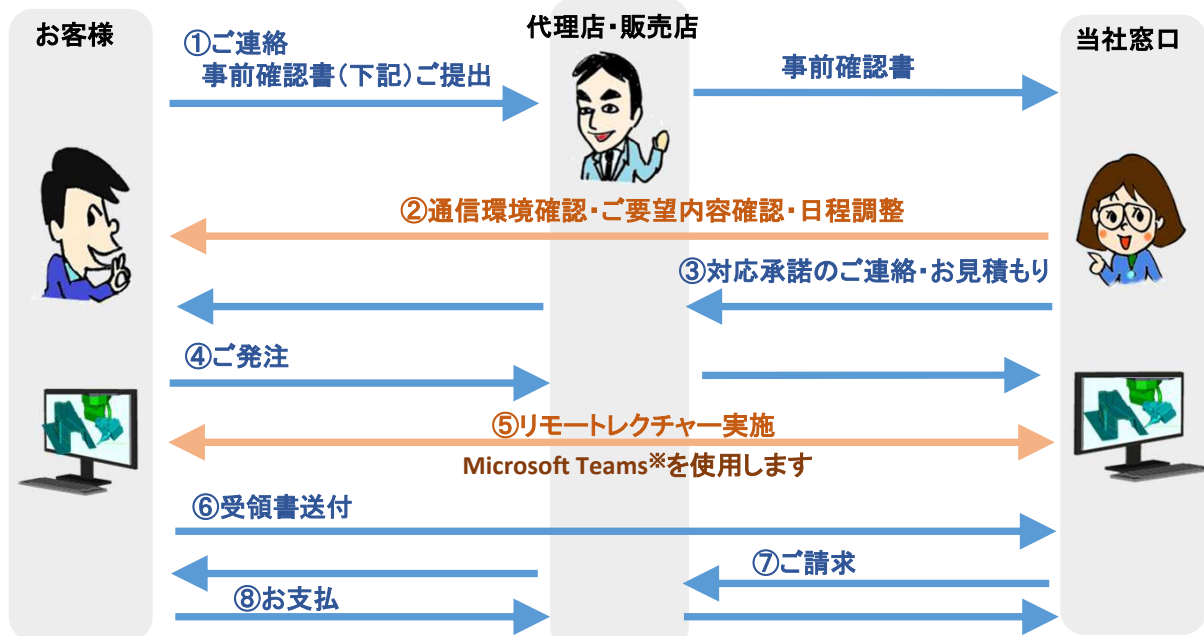 お客様
代理店・販売店
当社窓口
①ご連絡
事前確認書(下記)ご提出
事前確認書
②通信環境確認・ご要望内容確認・日程調整
③対応承諾のご連絡・お見積もり
④ご発注
⑤リモートレクチャー実施
Microsoft Teams※を使用します
⑥受領書送付
⑦ご請求
⑧お支払